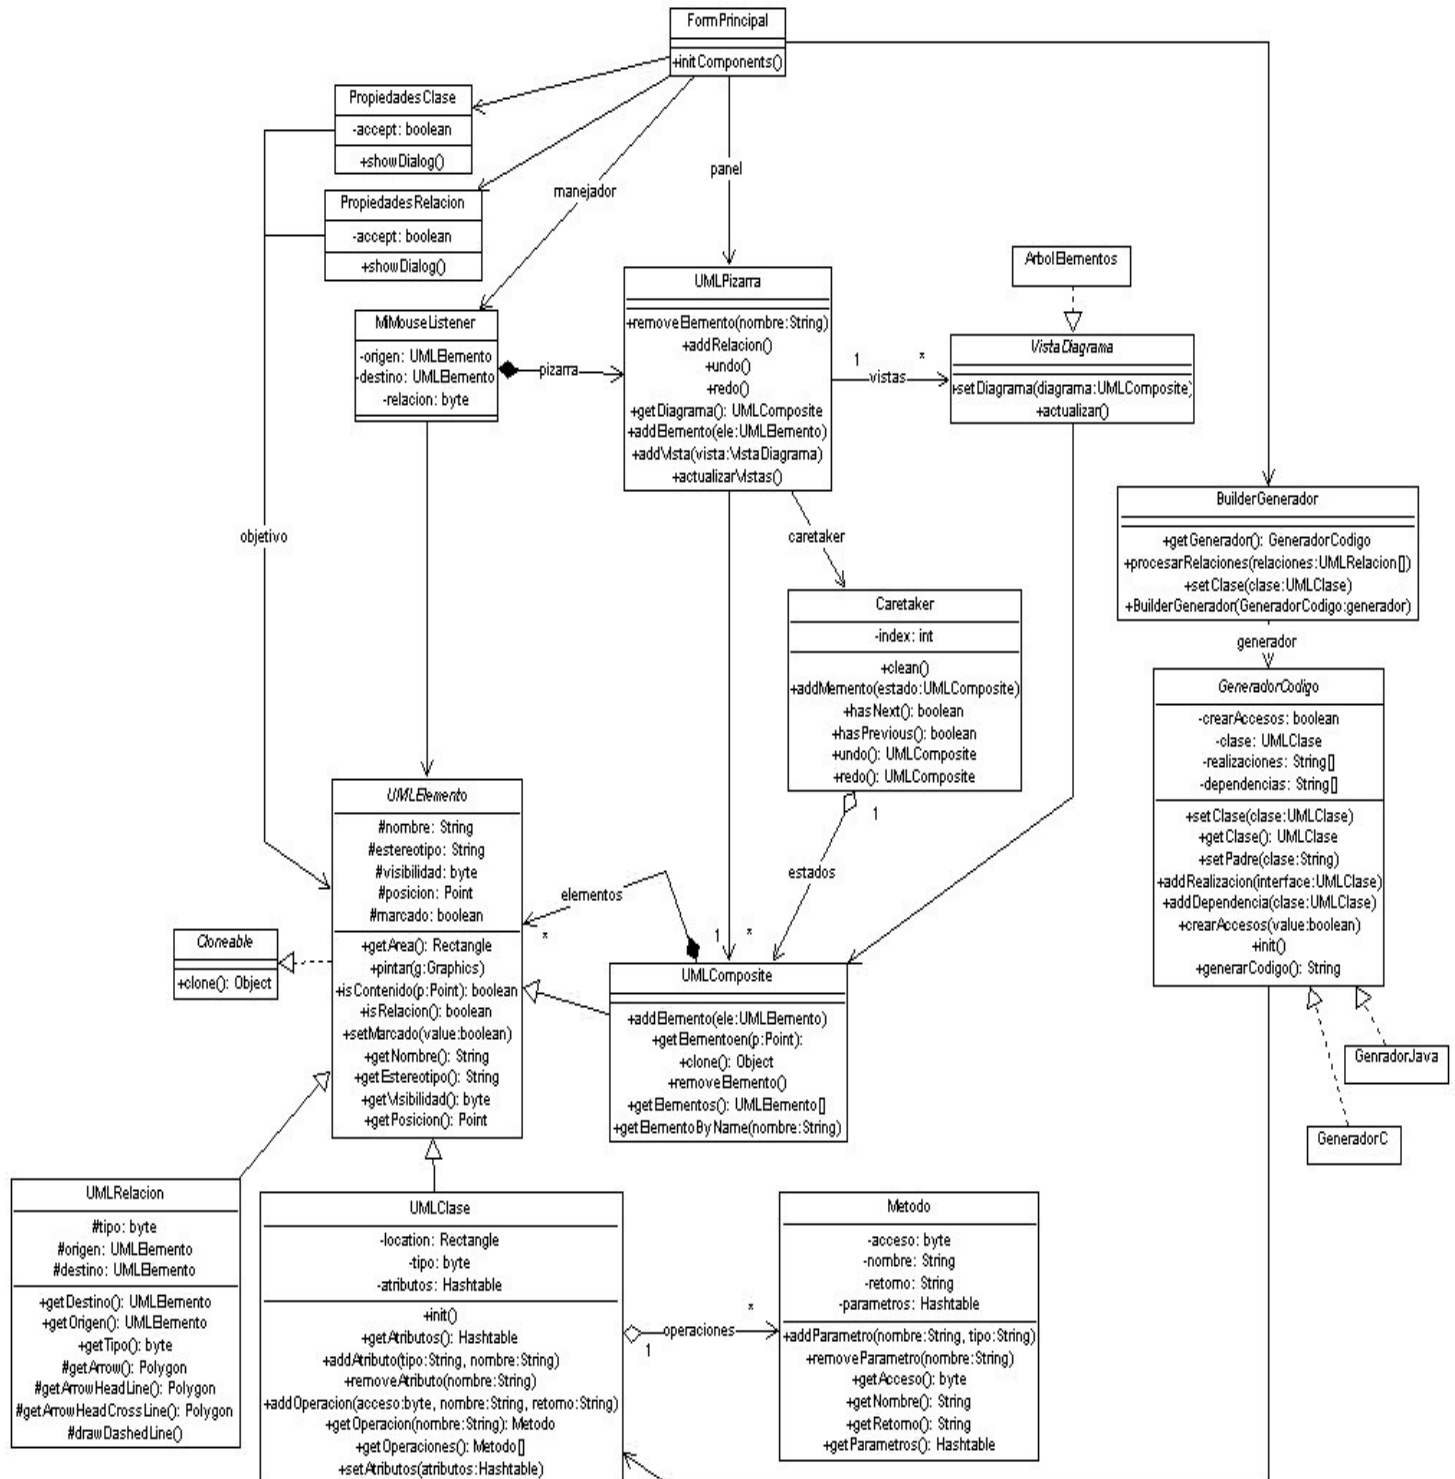 FormPrincipal
+initComponents()
PropiedadesClase
-accept: boolean
+showDialog()
PropiedadesRelacion
-accept: boolean
+showDialog()
manejador
panel
ArbolElementos
MiMouseListener
-origen: UMLElemento
-destino: UMLElemento
-relacion: byte
pizarra
UMLPizarra
+removeElemento(nombre:String)
+addRelacion()
+undo()
+redo()
+getDiagrama(): UMLComposite
+addElemento(ele:UMLElemento)
+addVista(vista:VistaDiagrama)
+actualizarVistas()
1
*
vistas
VistaDiagrama
+setDiagrama(diagrama:UMLComposite)
+actualizar()
objetivo
caretaker
BuilderGenerador
+getGenerador(): GeneradorCodigo
+procesarRelaciones(relaciones:UMLRelacion[])
+setClase(clase:UMLClase)
+BuilderGenerador(GeneradorCodigo:generador)
generador
Caretaker
-index: int
+clean()
+addMemento(estado:UMLComposite)
+hasNext(): boolean
+hasPrevious(): boolean
+undo(): UMLComposite
+redo(): UMLComposite
1
estados
GeneradorCodigo
-crearAccesos: boolean
-clase: UMLClase
-realizaciones: String[]
-dependencias: String[]
+setClase(clase:UMLClase)
+getClase(): UMLClase
+setPadre(clase:String)
+addRealizacion(interface:UMLClase)
+addDependencia(clase:UMLClase)
+crearAccesos(value:boolean)
+init()
+generarCodigo(): String
UMLElemento
#nombre: String
#estereotipo: String
#visibilidad: byte
#posicion: Point
#marcado: boolean
+getArea(): Rectangle
+pintar(g:Graphics)
+isContenido(p:Point): boolean
+isRelacion(): boolean
+setMarcado(value:boolean)
+getNombre(): String
+getEstereotipo(): String
+getVisibilidad(): byte
+getPosicion(): Point
elementos
*
1
*
Cloneable
+clone(): Object
UMLComposite
+addElemento(ele:UMLElemento)
+getElementoen(p:Point):
+clone(): Object
+removeElemento()
+getElementos(): UMLElemento[]
+getElementoByName(nombre:String)
GenradorJava
GeneradorC
UMLRelacion
#tipo: byte
#origen: UMLElemento
#destino: UMLElemento
+getDestino(): UMLElemento
+getOrigen(): UMLElemento
+getTipo(): byte
#getArrow(): Polygon
#getArrowHeadLine(): Polygon
#getArrowHeadCrossLine(): Polygon
#drawDashedLine()
UMLClase
-location: Rectangle
-tipo: byte
-atributos: Hashtable
+init()
+getAtributos(): Hashtable
+addAtributo(tipo:String, nombre:String)
+removeAtributo(nombre:String)
+addOperacion(acceso:byte, nombre:String, retorno:String)
+getOperacion(nombre:String): Metodo
+getOperaciones(): Metodo[]
+setAtributos(atributos:Hashtable)
1
operaciones
*
Metodo
-acceso: byte
-nombre: String
-retorno: String
-parametros: Hashtable
+addParametro(nombre:String, tipo:String)
+removeParametro(nombre:String)
+getAcceso(): byte
+getNombre(): String
+getRetorno(): String
+getParametros(): Hashtable